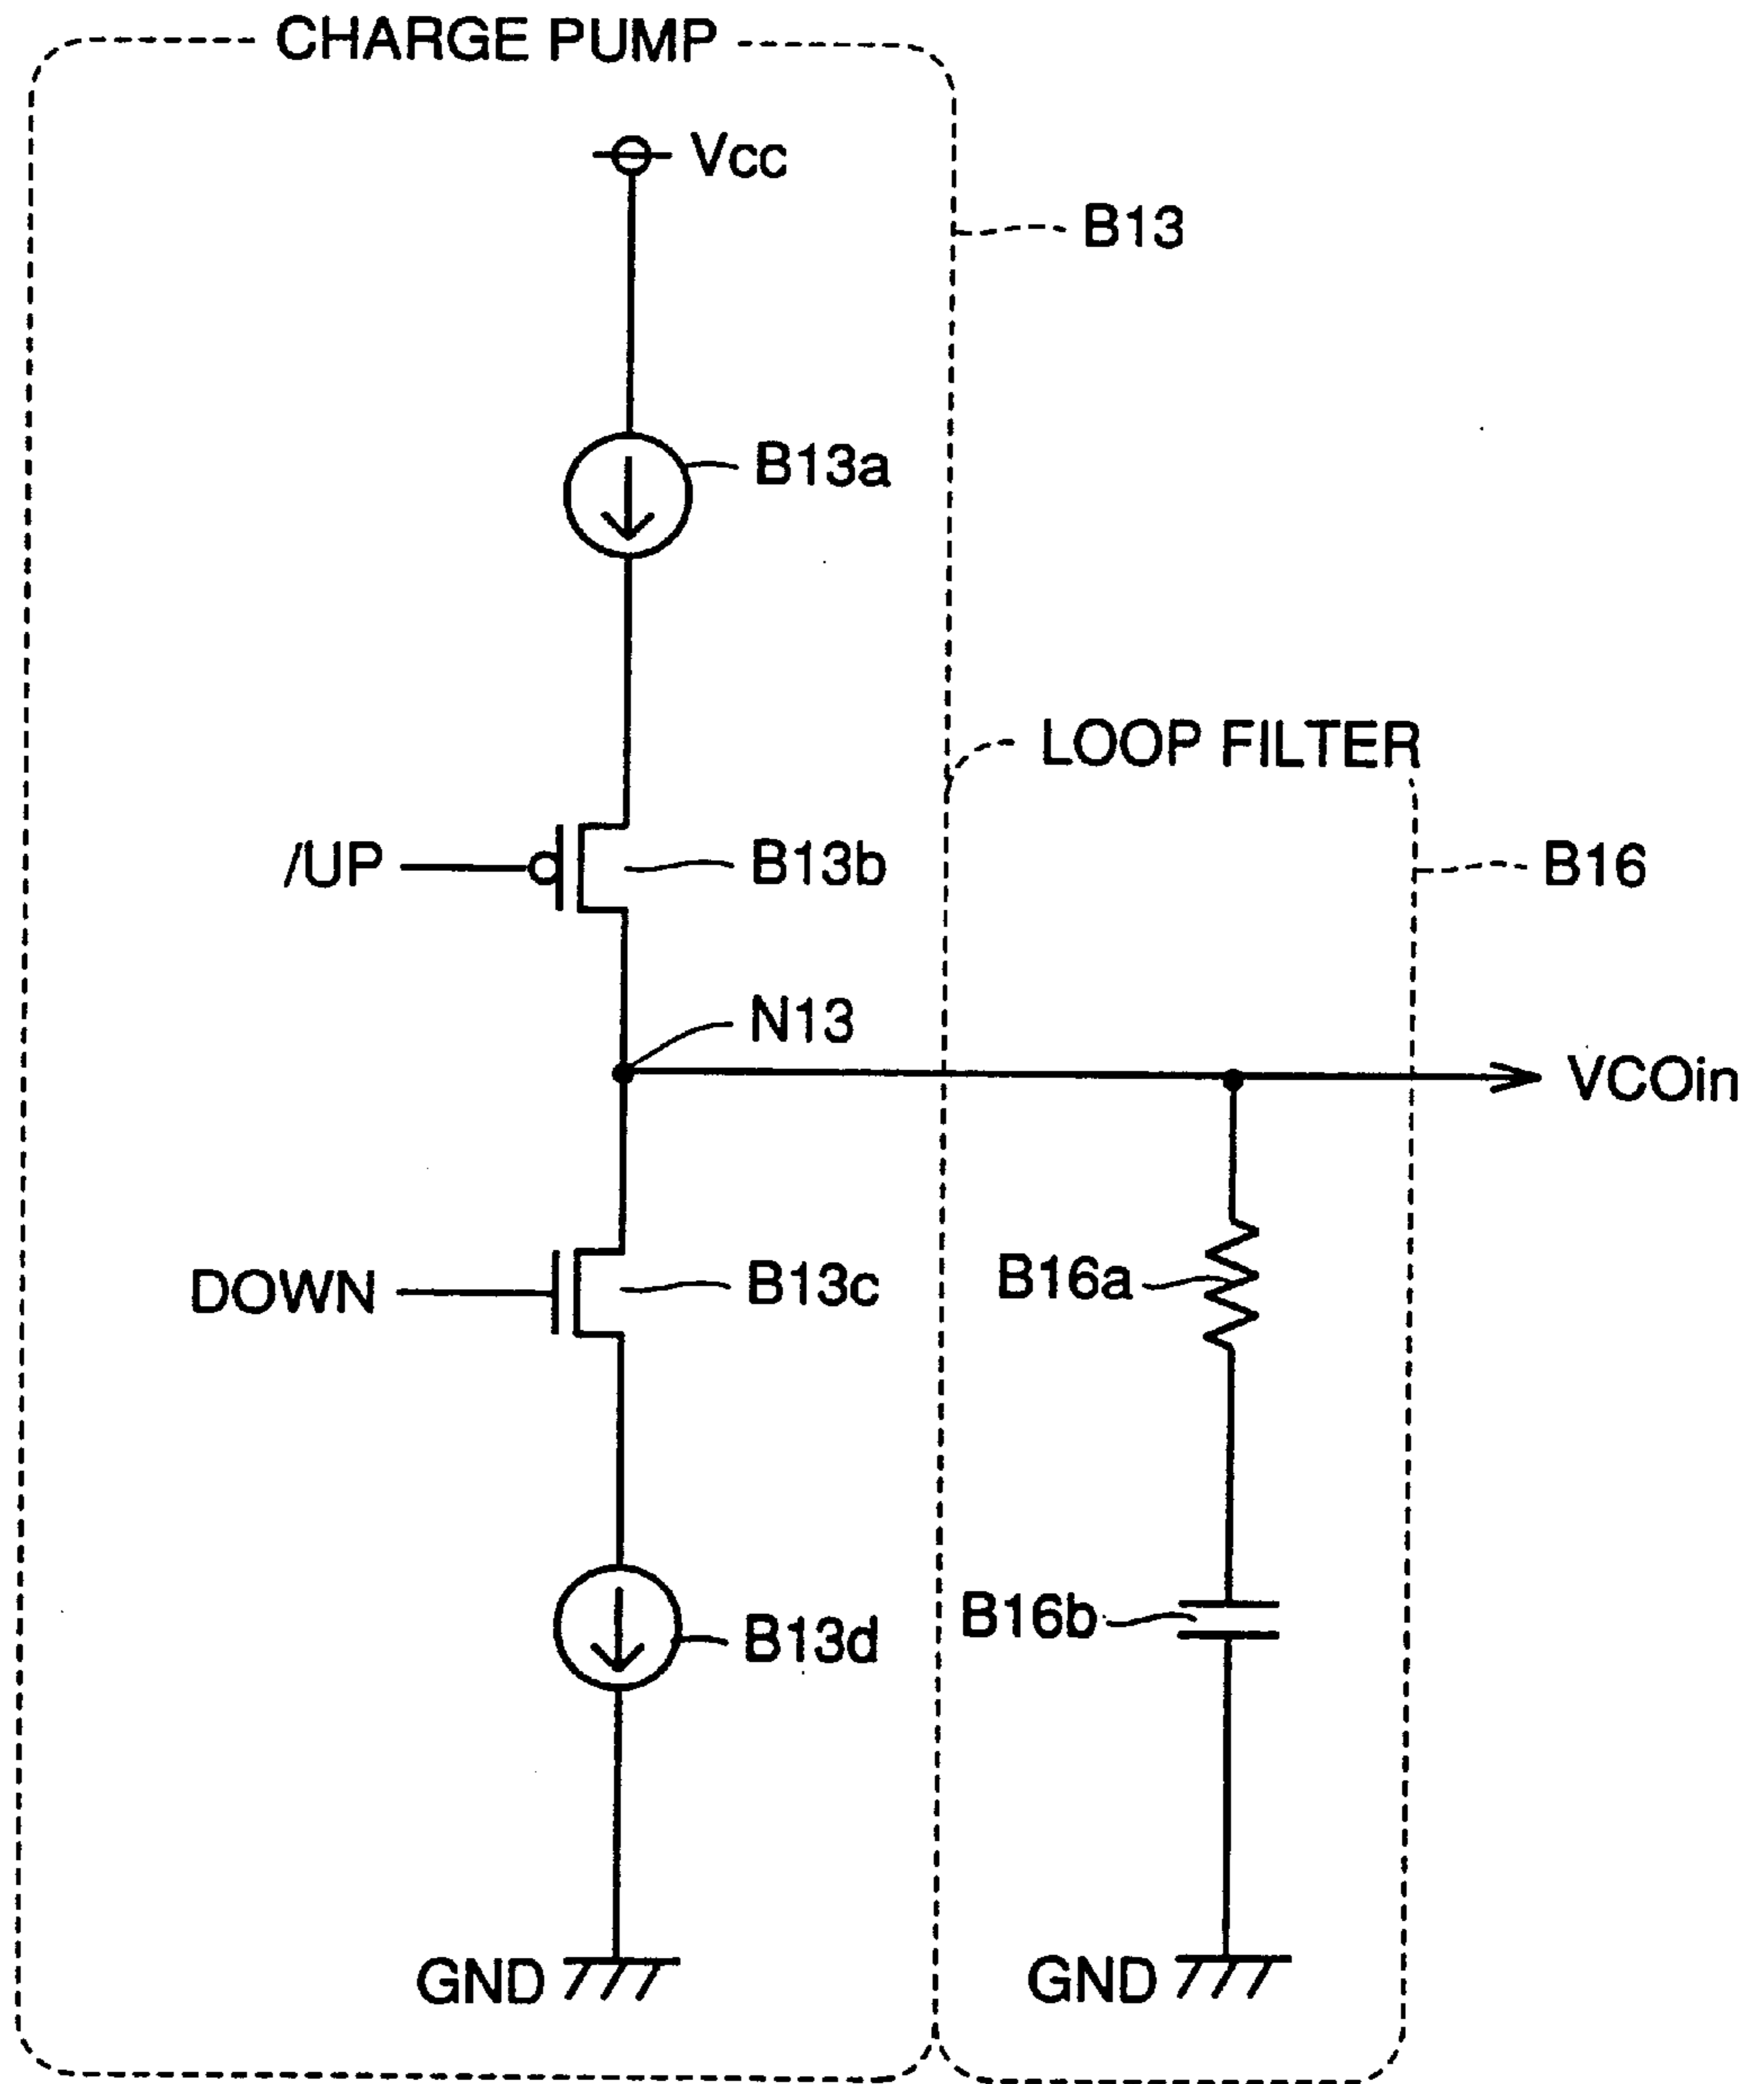 CHARGE PUMP
Vcc
B13
B13a
LOOP FILTER
/UP
B13b
B16
N13
VCOin
DOWN
B13c
B16a
B16b
B13d
GND
GND